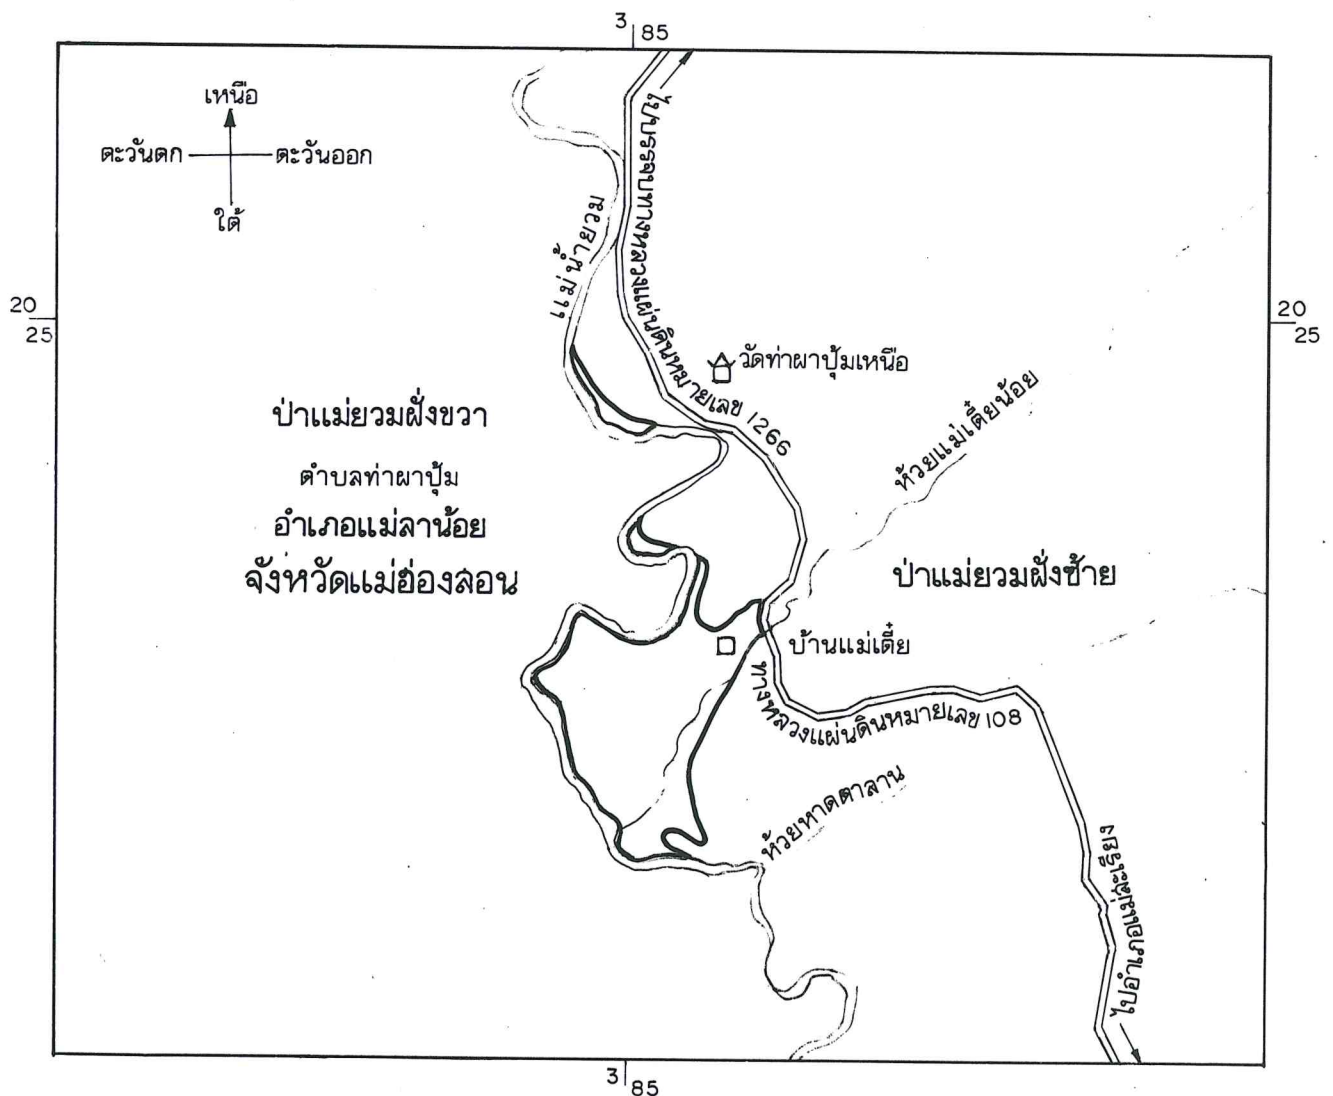 3 85
เหนือ
ตะวันตก ตะวันออก
ใต้
ไปบรรจบทางหลวงแผ่นดินหมายเลข 1266
แม่น้ำยวม
20 25
20 25
วัดท่าผาปุ้มเหนือ
ป่าแม่ยวมฝั่งขวา
ตำบลท่าผาปุ้ม
อำเภอแม่ลาน้อย
จังหวัดแม่ฮ่องสอน
ห้วยแม่เตี๋ยน้อย
ป่าแม่ยวมฝั่งซ้าย
บ้านแม่เตี๋ย
ทางหลวงแผ่นดินหมายเลข 108
ห้วยหาดตาลาน
ไปอำเภอแม่สะเรียง
3 85